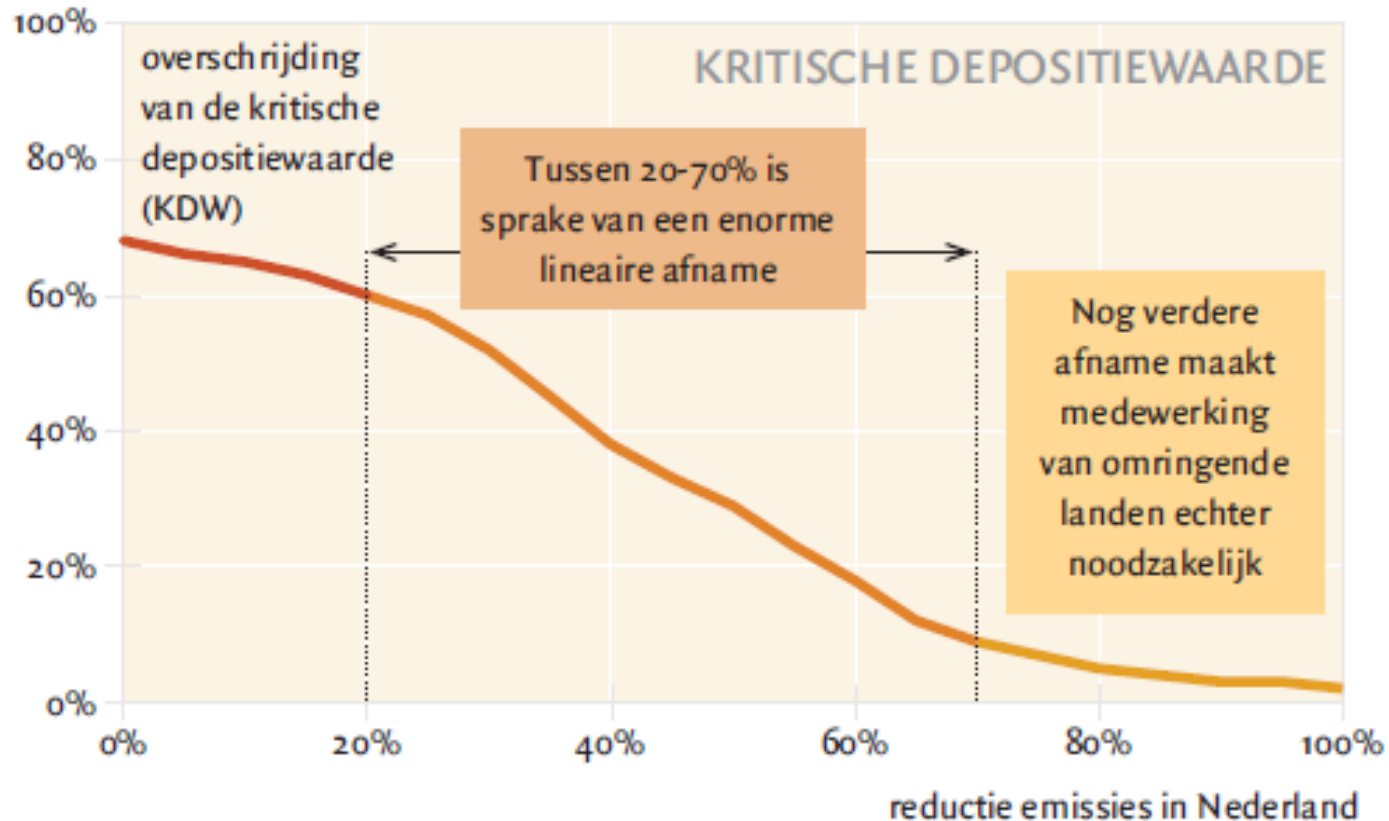 KRITISCHE DEPOSITIEWAARDE
overschrijding
van de kritische
depositiewaarde
(KDW)
Tussen 20-70% is
sprake van een enorme
lineaire afname
Nog verdere
afname maakt
medewerking
van omringende
landen echter
noodzakelijk
100%
80%
60%
40%
20%
0%
0% 20% 40% 60% 80% 100%
reductie emissies in Nederland